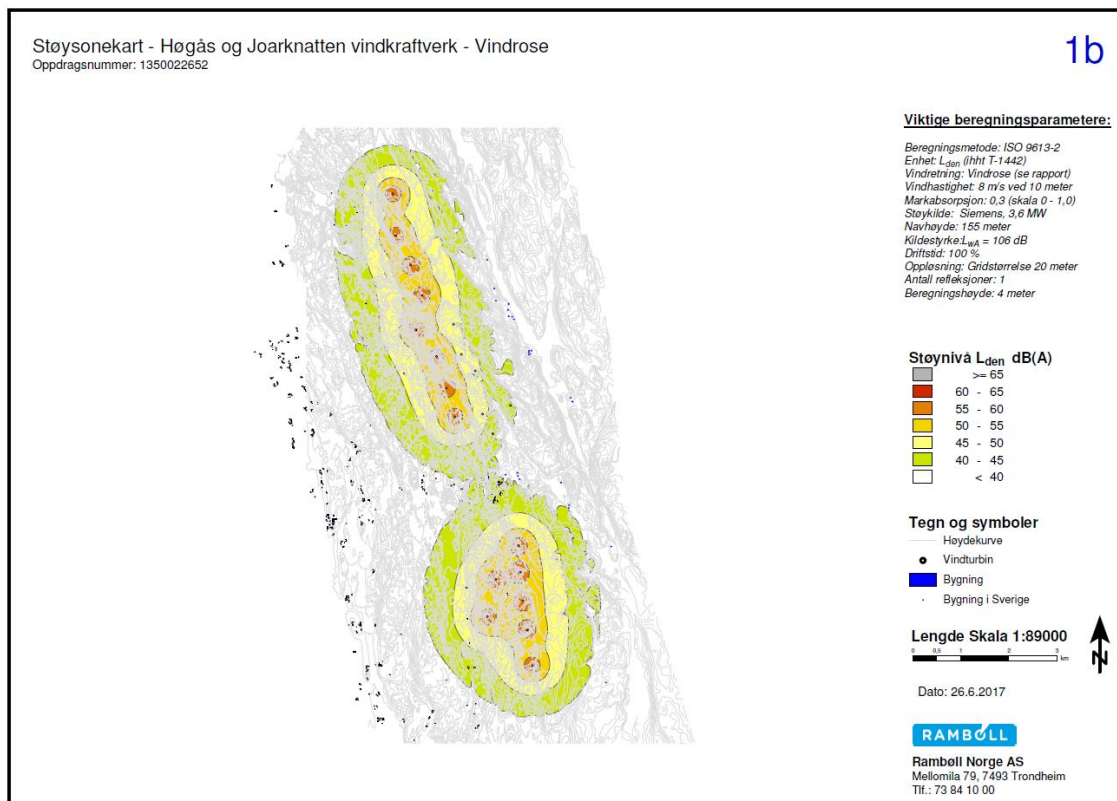 Støysonekart - Høgås og Joarknatten vindkraftverk - Vindrose
Oppdragsnummer: 1350022652
1b
Viktige beregningsparametere:
Beregningsmetode: ISO 9613-2
Enhet: Lden (ihht T-1442)
Vindretning: Vindrose (se rapport)
Vindhastighet: 8 m/s ved 10 meter
Markabsorpsjon: 0,3 (skala 0 - 1,0)
Støykilde: Siemens, 3,6 MW
Navhøyde: 155 meter
Kildestyrke:LWA = 106 dB
Driftstid: 100 %
Oppløsning: Gridstørrelse 20 meter
Antall refleksjoner: 1
Beregningshøyde: 4 meter
Støynivå Lden dB(A)
>= 65
60 - 65
55 - 60
50 - 55
45 - 50
40 - 45
< 40
Tegn og symboler
Høydekurve
Vindturbin
Bygning
Bygning i Sverige
Lengde Skala 1:89000
0 0,5 1 2 3
km
N
Dato: 26.6.2017
RAMBOLL
Rambøll Norge AS
Mellomila 79, 7493 Trondheim
Tlf.: 73 84 10 00